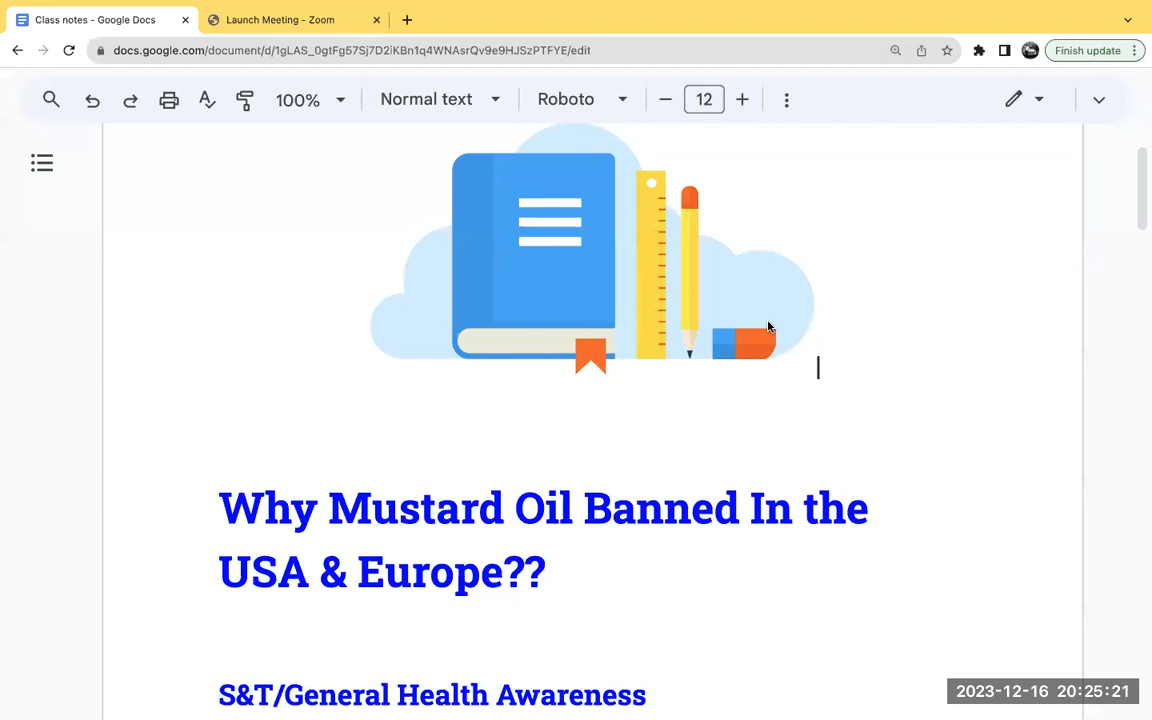 Class notes - Google Docs
Launch Meeting - Zoom
docs.google.com/document/d/1gLAS_0gtFg57Sj7D2iKBn1q4WNAsrQv9e9HJSzPTFYE/edit
Finish update
100%
Normal text
Roboto
12
Why Mustard Oil Banned In the
USA & Europe??
S&T/General Health Awareness
2023-12-16 20:25:21